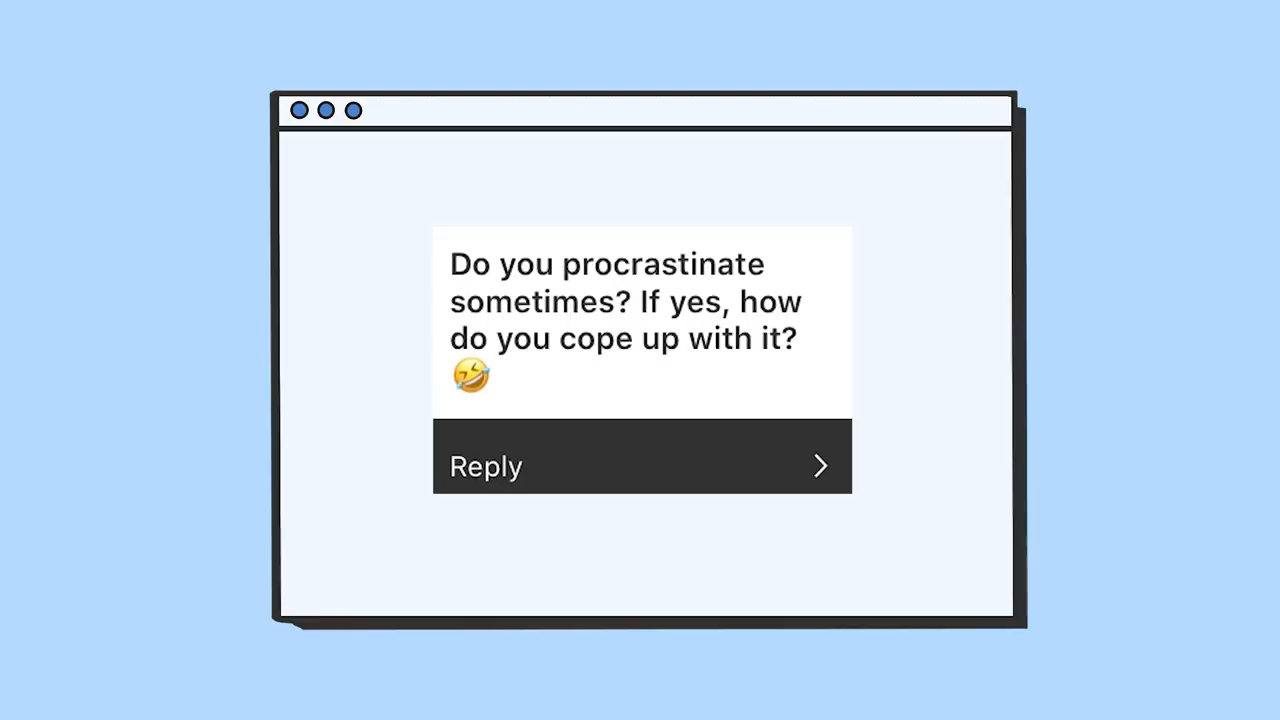 Do you procrastinate
sometimes? If yes, how
do you cope up with it?
🤣
Reply